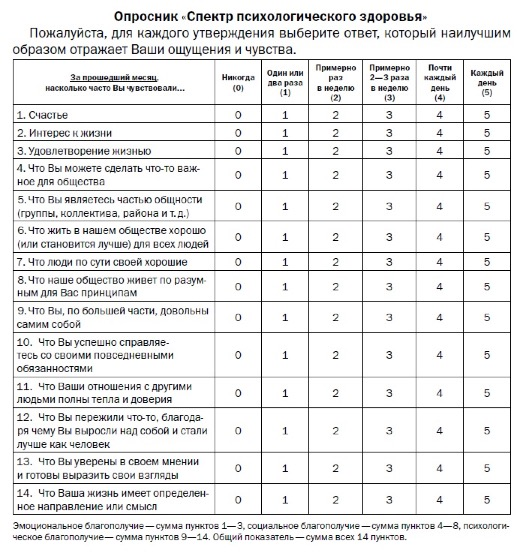 Опросник «Спектр психологического здоровья»
Пожалуйста, для каждого утверждения выберите ответ, который наилучшим
образом отражает Ваши ощущения и чувства.
За прошедший месяц,
насколько часто Вы чувствовали...
Никогда
(0)
Один или
два раза
(1)
Примерно
раз
в неделю
(2)
Примерно
2—3 раза
в неделю
(3)
Почти
каждый
день
(4)
Каждый
день
(5)
1. Счастье 0 1 2 3 4 5
2. Интерес к жизни 0 1 2 3 4 5
3. Удовлетворение жизнью 0 1 2 3 4 5
4. Что Вы можете сделать что-то важ-
ное для общества 0 1 2 3 4 5
5. Что Вы являетесь частью общности
(группы, коллектива, района и т.д.) 0 1 2 3 4 5
6. Что жить в нашем обществе хорошо
(или становится лучше) для всех людей 0 1 2 3 4 5
7. Что люди по сути своей хорошие 0 1 2 3 4 5
8. Что наше общество живет по разум-
ным для Вас принципам 0 1 2 3 4 5
9. Что Вы, по большей части, довольны
самим собой 0 1 2 3 4 5
10. Что Вы успешно справляе-
тесь со своими повседневными
обязанностями 0 1 2 3 4 5
11. Что Ваши отношения с другими
людьми полны тепла и доверия 0 1 2 3 4 5
12. Что Вы пережили что-то, благода-
ря чему Вы выросли над собой и стали
лучше как человек 0 1 2 3 4 5
13. Что Вы уверены в своем мнении
и готовы выразить свои взгляды 0 1 2 3 4 5
14. Что Ваша жизнь имеет определен-
ное направление или смысл 0 1 2 3 4 5
Эмоциональное благополучие — сумма пунктов 1—3, социальное благополучие — сумма пунктов 4—8, психологи-
ческое благополучие — сумма пунктов 9—14. Общий показатель — сумма всех 14 пунктов.